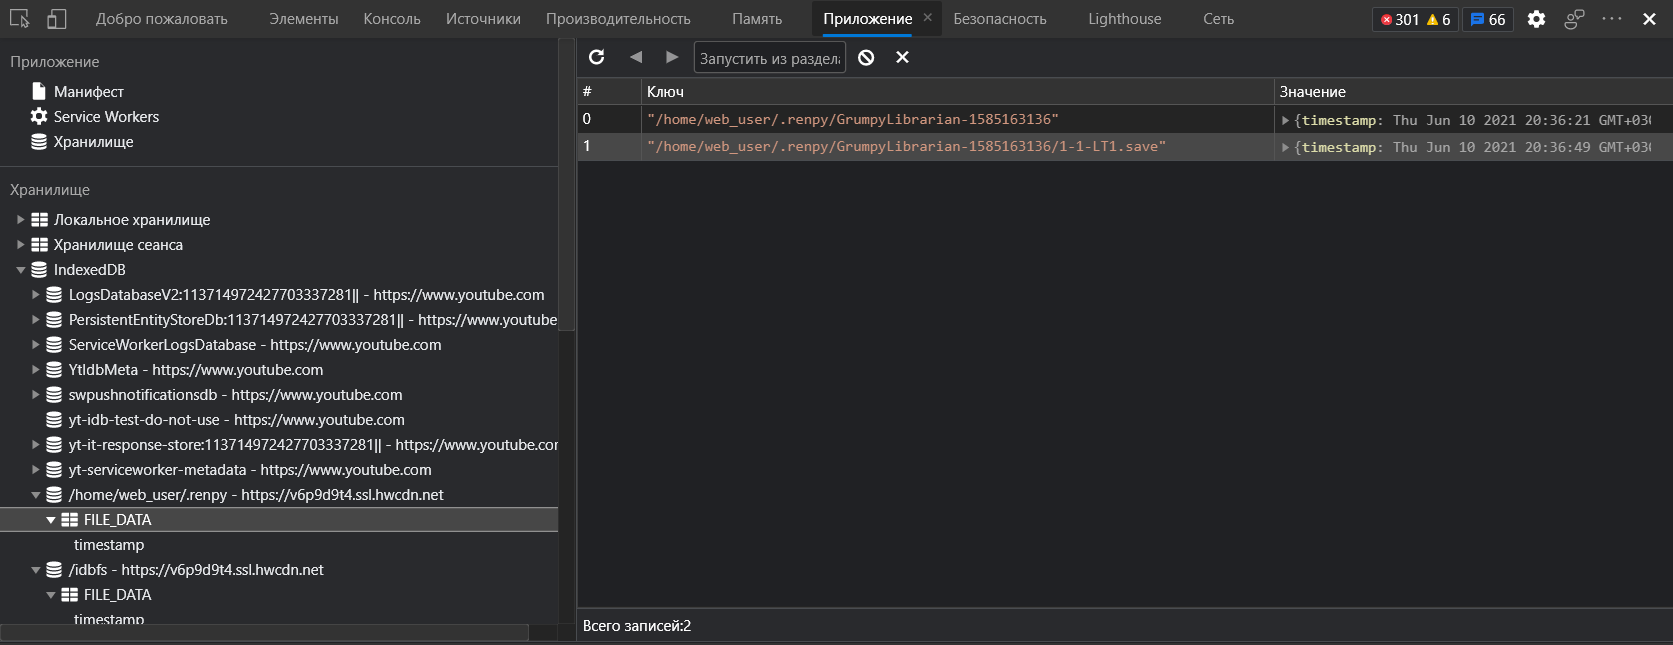 Добро пожаловать Элементы Консоль Источники Производительность Память Приложение Безопасность Lighthouse Сеть 301 6 66
Приложение
Манифест
Service Workers
Хранилище
Хранилище
Локальное хранилище
Хранилище сеанса
IndexedDB
LogsDatabaseV2:113714972427703337281|| - https://www.youtube.com
PersistentEntityStoreDb:113714972427703337281|| - https://www.youtube
ServiceWorkerLogsDatabase - https://www.youtube.com
YtIdbMeta - https://www.youtube.com
swpushnotificationsdb - https://www.youtube.com
yt-idb-test-do-not-use - https://www.youtube.com
yt-it-response-store:113714972427703337281|| - https://www.youtube.com
yt-serviceworker-metadata - https://www.youtube.com
/home/web_user/.renpy - https://v6p9d9t4.ssl.hwcdn.net
FILE_DATA
timestamp
/idbfs - https://v6p9d9t4.ssl.hwcdn.net
FILE_DATA
timestamp
Запустить из раздела
# Ключ Значение
0 "/home/web_user/.renpy/GrumpyLibrarian-1585163136" {timestamp: Thu Jun 10 2021 20:36:21 GMT+030
1 "/home/web_user/.renpy/GrumpyLibrarian-1585163136/1-1-LT1.save" {timestamp: Thu Jun 10 2021 20:36:49 GMT+030
Всего записей:2